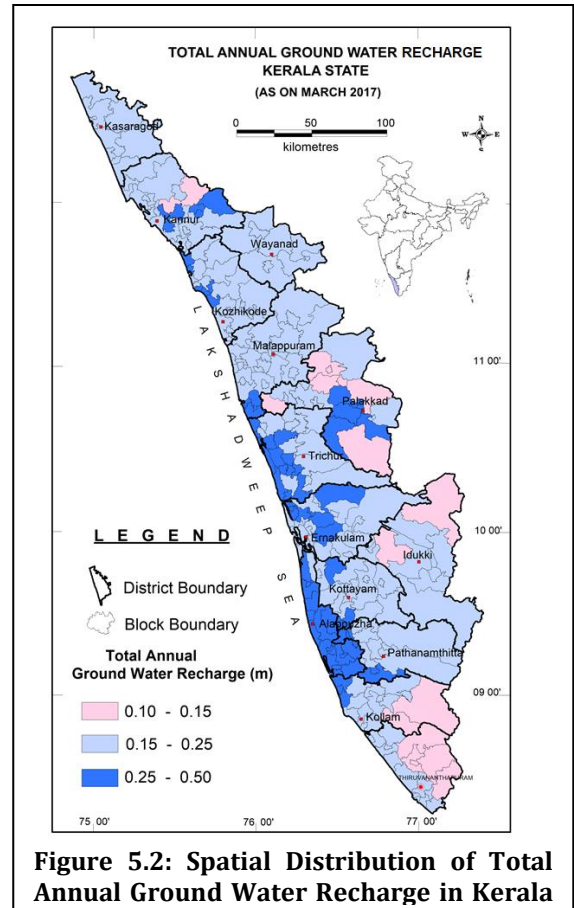 TOTAL ANNUAL GROUND WATER RECHARGE
KERALA STATE
(AS ON MARCH 2017)
0 50 100
kilometres
N
W E
S
Kasaragod
Kannur
Wayanad
Kozhikode
Malappuram
11 00'
Palakkad
Trichur
LAKSHADWEEP SEA
10 00'
Ernakulam
Idukki
LEGEND
District Boundary
Kottayam
Block Boundary
Alappuzha
Pathanamthitta
Total Annual
Ground Water Recharge (m)
09 00'
0.10 - 0.15
Kollam
0.15 - 0.25
0.25 - 0.50
THIRUVANANTHAPURAM
75 00' 76 00' 77 00'
Figure 5.2: Spatial Distribution of Total
Annual Ground Water Recharge in Kerala